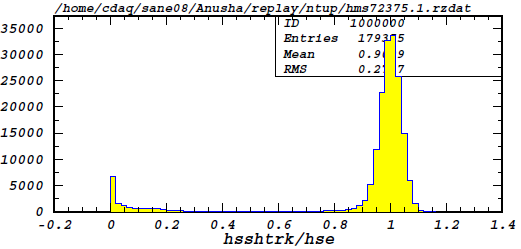 /home/cdaq/sane08/Anusha/replay/ntup/hms72375.1.rzdat
ID 1000000
Entries
Mean
RMS
35000
30000
25000
20000
15000
10000
5000
0
-0.2 0 0.2 0.4 0.6 0.8 1 1.2 1.4
hsshtrk/hse